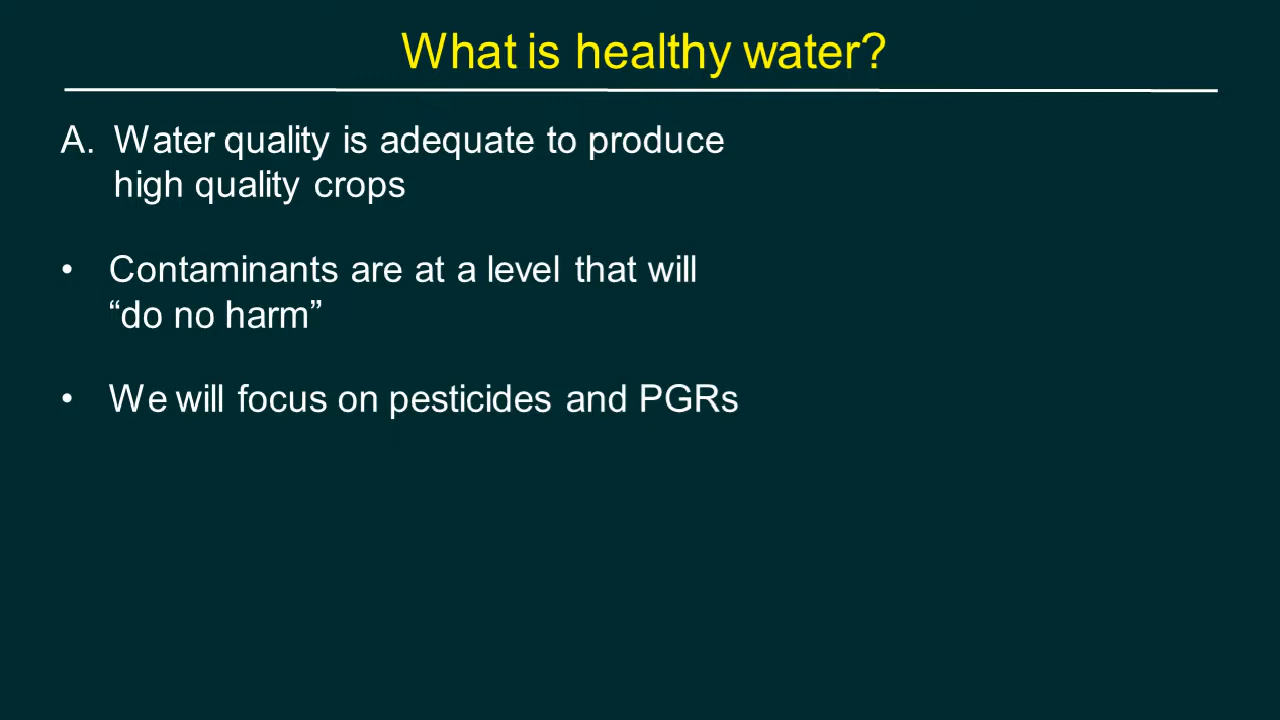 What is healthy water?
A. Water quality is adequate to produce
high quality crops
• Contaminants are at a level that will
“do no harm”
• We will focus on pesticides and PGRs